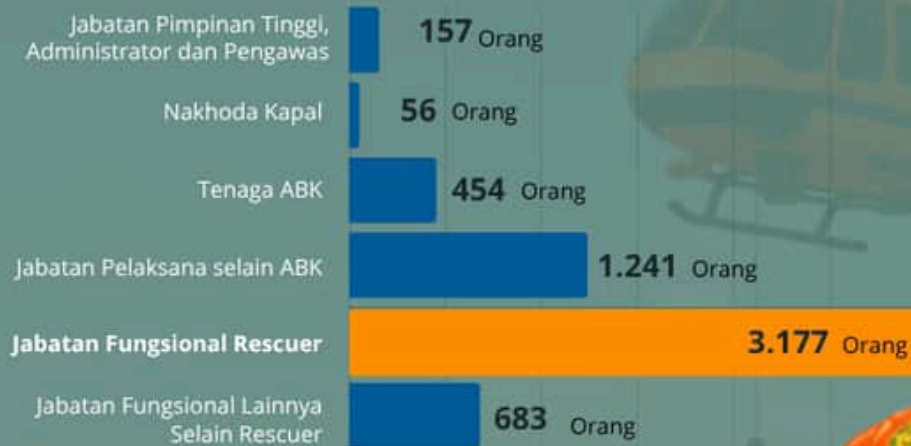 Jabatan Pimpinan Tinggi,
Administrator dan Pengawas
157 Orang
Nakhoda Kapal
56 Orang
Tenaga ABK
454 Orang
Jabatan Pelaksana selain ABK
1.241 Orang
Jabatan Fungsional Rescuer
3.177 Orang
Jabatan Fungsional Lainnya
Selain Rescuer
683 Orang